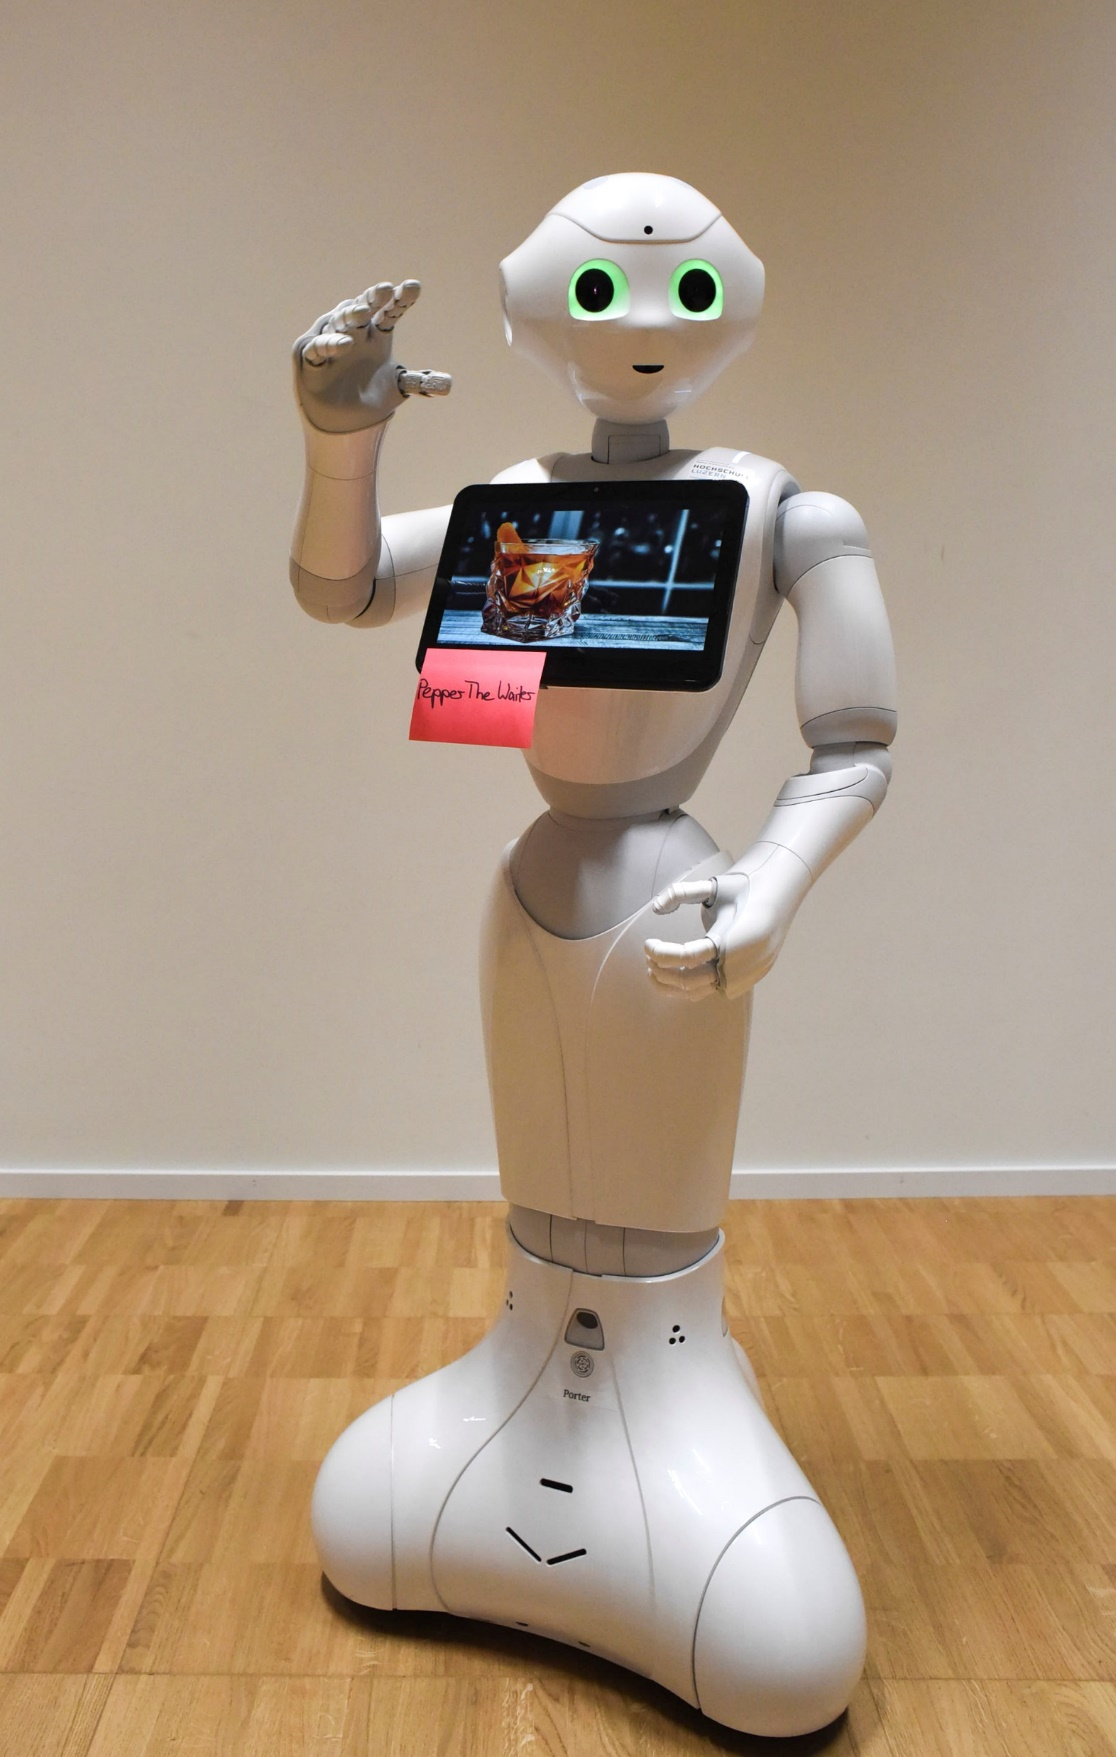 HOCHSCHULE
LUZERN
Pepper The Waiter
Porter